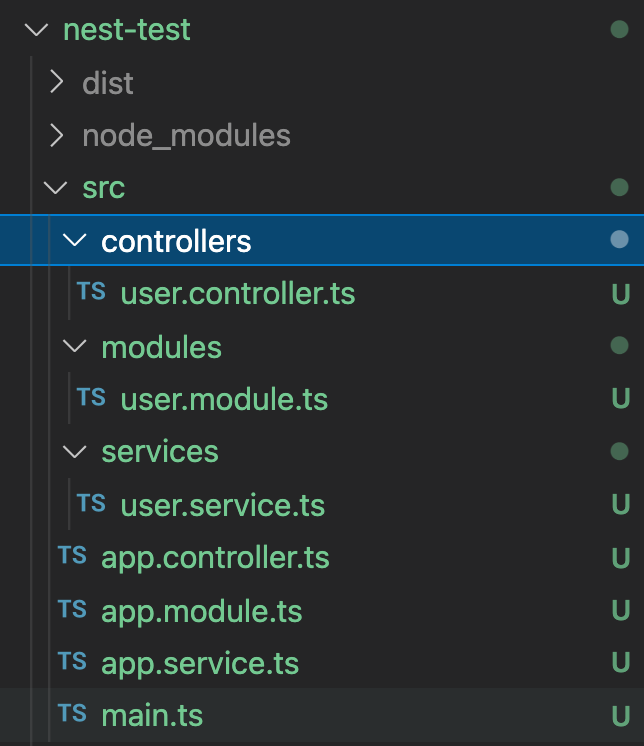 nest-test
dist
node_modules
src
controllers
TS user.controller.ts U
modules
TS user.module.ts U
services
TS user.service.ts U
TS app.controller.ts U
TS app.module.ts U
TS app.service.ts U
TS main.ts U